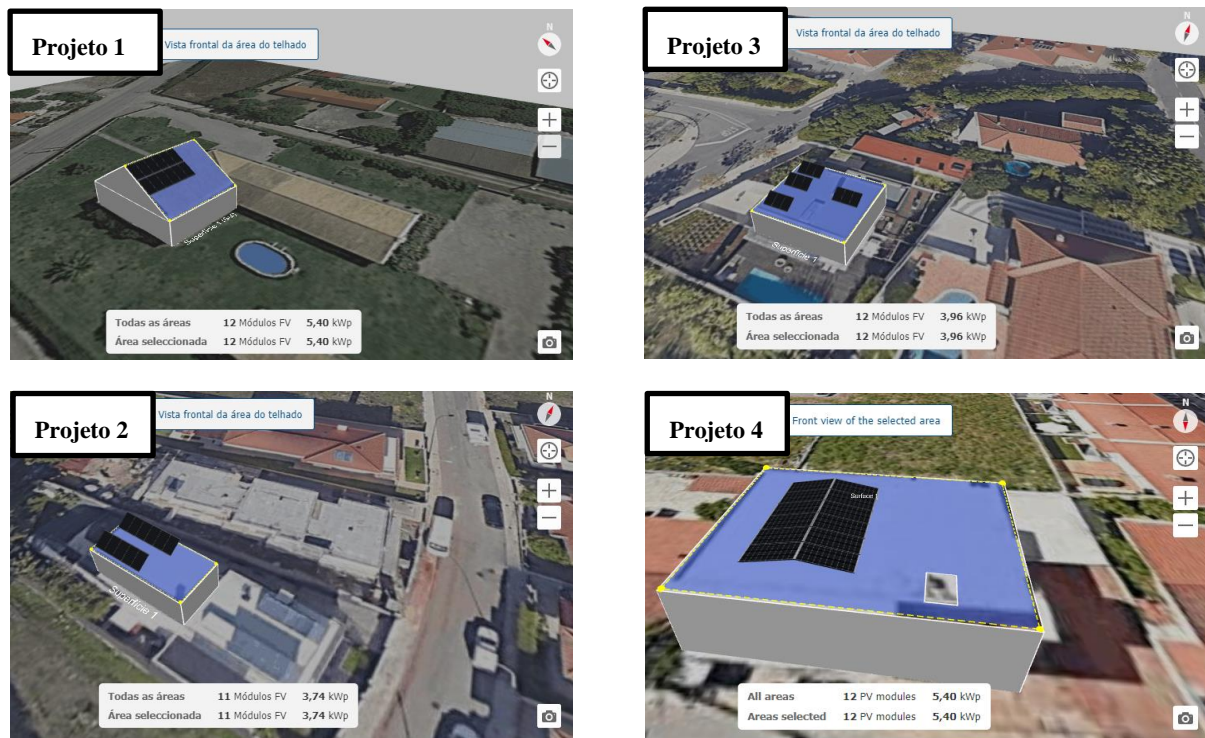 Projeto 1
Vista frontal da área do telhado
N
Superfície 1
Todas as áreas 12 Módulos FV 5,40 kWp
Área seleccionada 12 Módulos FV 5,40 kWp
Projeto 3
Vista frontal da área do telhado
N
Superfície 1
Todas as áreas 12 Módulos FV 3,96 kWp
Área seleccionada 12 Módulos FV 3,96 kWp
Projeto 2
Vista frontal da área do telhado
N
Superfície 1
Todas as áreas 11 Módulos FV 3,74 kWp
Área seleccionada 11 Módulos FV 3,74 kWp
Projeto 4
Front view of the selected area
N
Surface 1
All areas 12 PV modules 5,40 kWp
Areas selected 12 PV modules 5,40 kWp